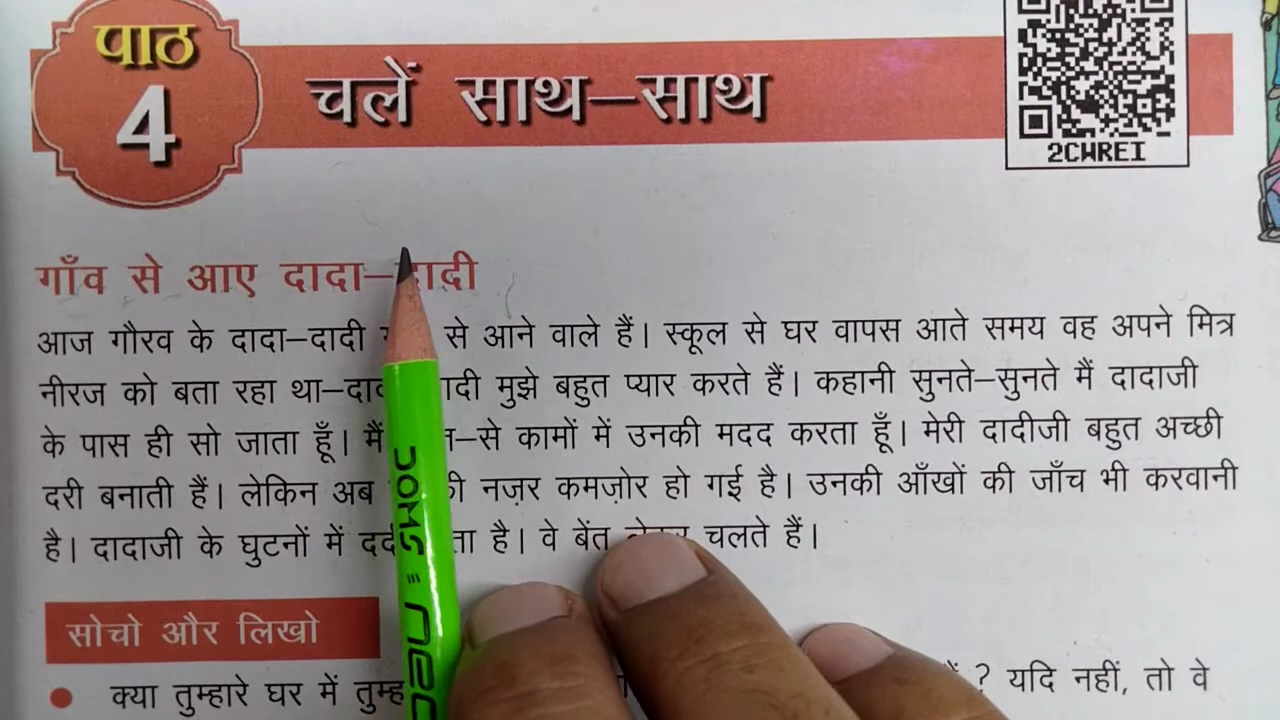 पाठ
4
चलें साथ–साथ
2CWREI
गाँव से आए दादा–दादी
आज गौरव के दादा–दादी से आने वाले हैं। स्कूल से घर वापस आते समय वह अपने मित्र
नीरज को बता रहा था– मुझे बहुत प्यार करते हैं। कहानी सुनते–सुनते मैं दादाजी
के पास ही सो जाता हूँ। मैं –से कामों में उनकी मदद करता हूँ। मेरी दादीजी बहुत अच्छी
दरी बनाती हैं। लेकिन अब नज़र कमज़ोर हो गई है। उनकी आँखों की जाँच भी करवानी
है। दादाजी के घुटनों में है। वे बेंत चलते हैं।
सोचो और लिखो
● क्या तुम्हारे घर में ? यदि नहीं, तो वे
DOMS